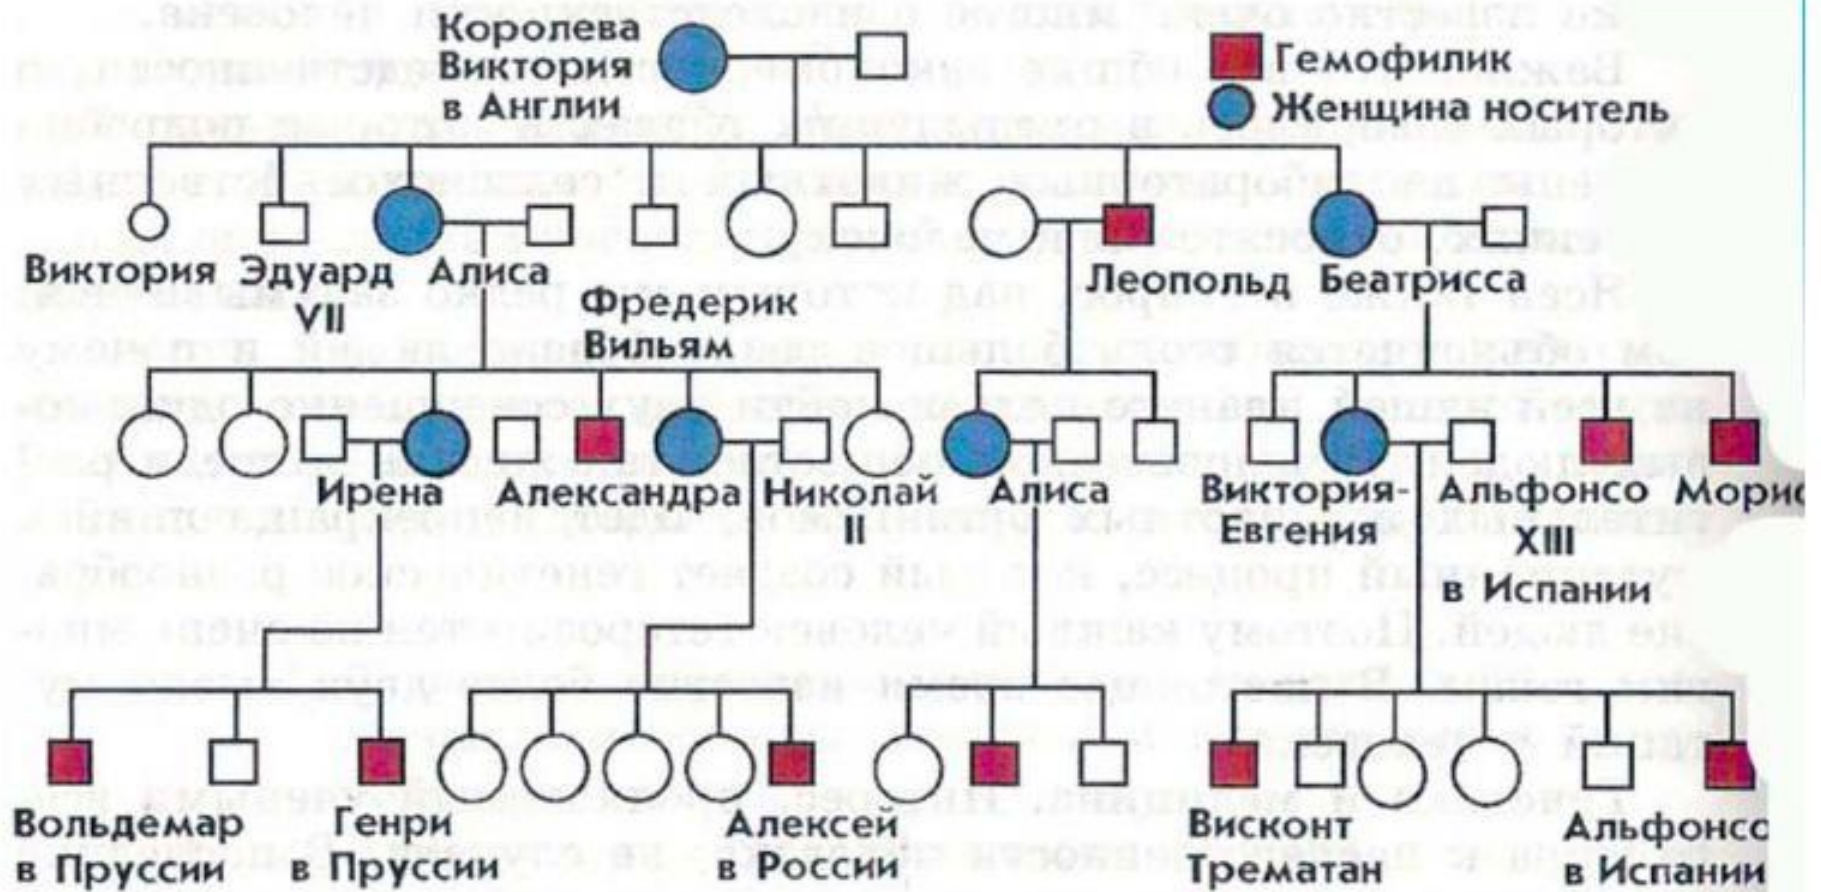 Королева
Виктория
в Англии
Гемофилик
Женщина носитель
Виктория
Эдуард
VII
Алиса
Леопольд
Беатрисса
Фредерик
Вильям
Ирена
Александра
Николай
II
Алиса
Виктория-
Евгения
Альфонсо
XIII
в Испании
Морис
Вольдемар
в Пруссии
Генри
в Пруссии
Алексей
в России
Висконт
Трематан
Альфонсо
в Испании